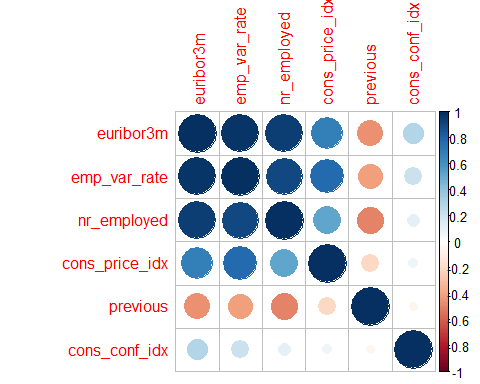 euribor3m
emp_var_rate
nr_employed
cons_price_idx
previous
cons_conf_idx
euribor3m
emp_var_rate
nr_employed
cons_price_idx
previous
cons_conf_idx
1
0.8
0.6
0.4
0.2
0
-0.2
-0.4
-0.6
-0.8
-1